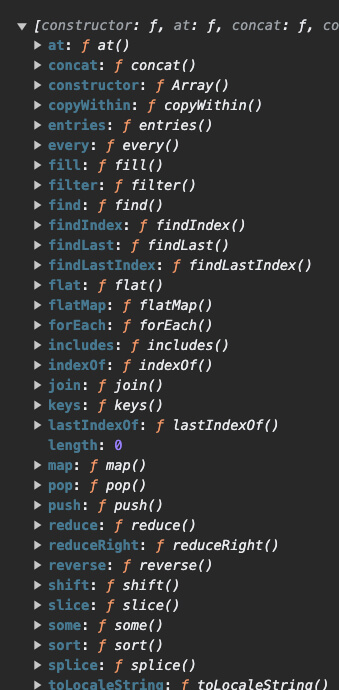 ▼ [constructor: ƒ, at: ƒ, concat: ƒ, co
▶ at: ƒ at()
▶ concat: ƒ concat()
▶ constructor: ƒ Array()
▶ copyWithin: ƒ copyWithin()
▶ entries: ƒ entries()
▶ every: ƒ every()
▶ fill: ƒ fill()
▶ filter: ƒ filter()
▶ find: ƒ find()
▶ findIndex: ƒ findIndex()
▶ findLast: ƒ findLast()
▶ findLastIndex: ƒ findLastIndex()
▶ flat: ƒ flat()
▶ flatMap: ƒ flatMap()
▶ forEach: ƒ forEach()
▶ includes: ƒ includes()
▶ indexOf: ƒ indexOf()
▶ join: ƒ join()
▶ keys: ƒ keys()
▶ lastIndexOf: ƒ lastIndexOf()
length: 0
▶ map: ƒ map()
▶ pop: ƒ pop()
▶ push: ƒ push()
▶ reduce: ƒ reduce()
▶ reduceRight: ƒ reduceRight()
▶ reverse: ƒ reverse()
▶ shift: ƒ shift()
▶ slice: ƒ slice()
▶ some: ƒ some()
▶ sort: ƒ sort()
▶ splice: ƒ splice()
▶ toLocaleString: ƒ toLocaleString()